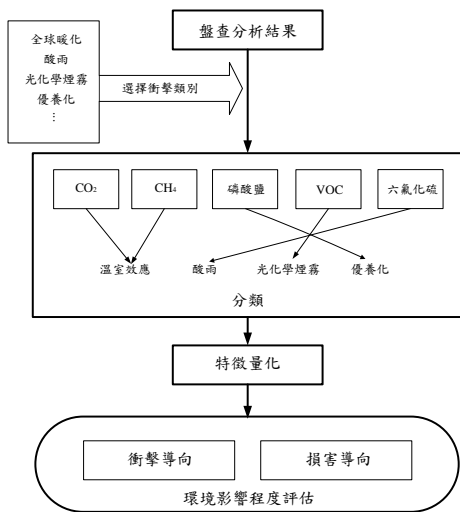 全球暖化
酸雨
光化學煙霧
優養化
⋮
盤查分析結果
選擇衝擊類別
CO₂
CH₄
磷酸鹽
VOC
六氟化硫
溫室效應
酸雨
光化學煙霧
優養化
分類
特徵量化
衝擊導向
損害導向
環境影響程度評估